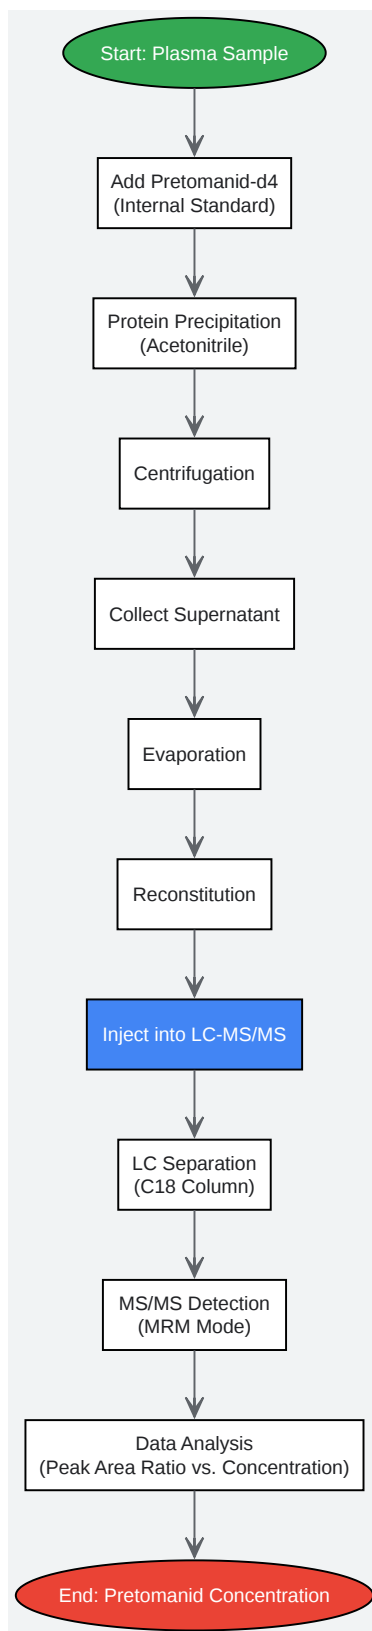 Start: Plasma Sample
Add Pretomanid-d4
(Internal Standard)
Protein Precipitation
(Acetonitrile)
Centrifugation
Collect Supernatant
Evaporation
Reconstitution
Inject into LC-MS/MS
LC Separation
(C18 Column)
MS/MS Detection
(MRM Mode)
Data Analysis
(Peak Area Ratio vs. Concentration)
End: Pretomanid Concentration